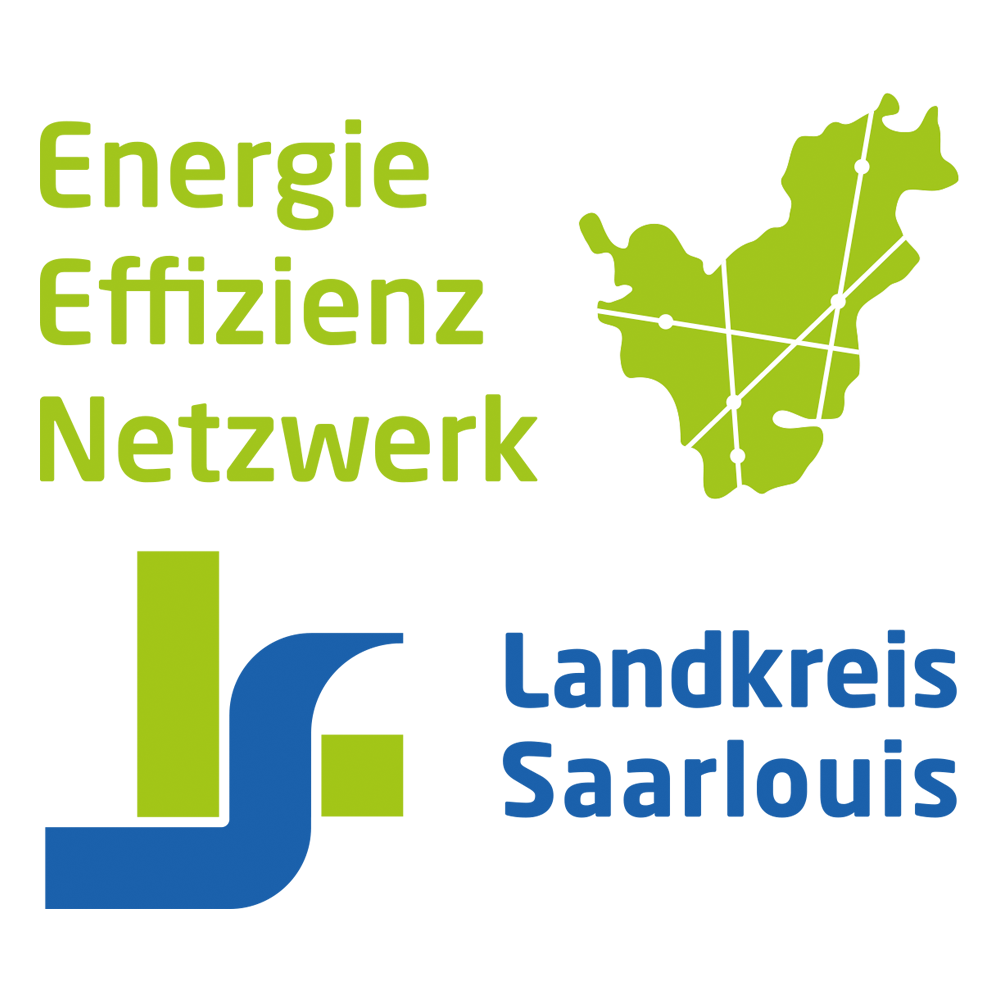 Energie
Effizienz
Netzwerk
Landkreis
Saarlouis